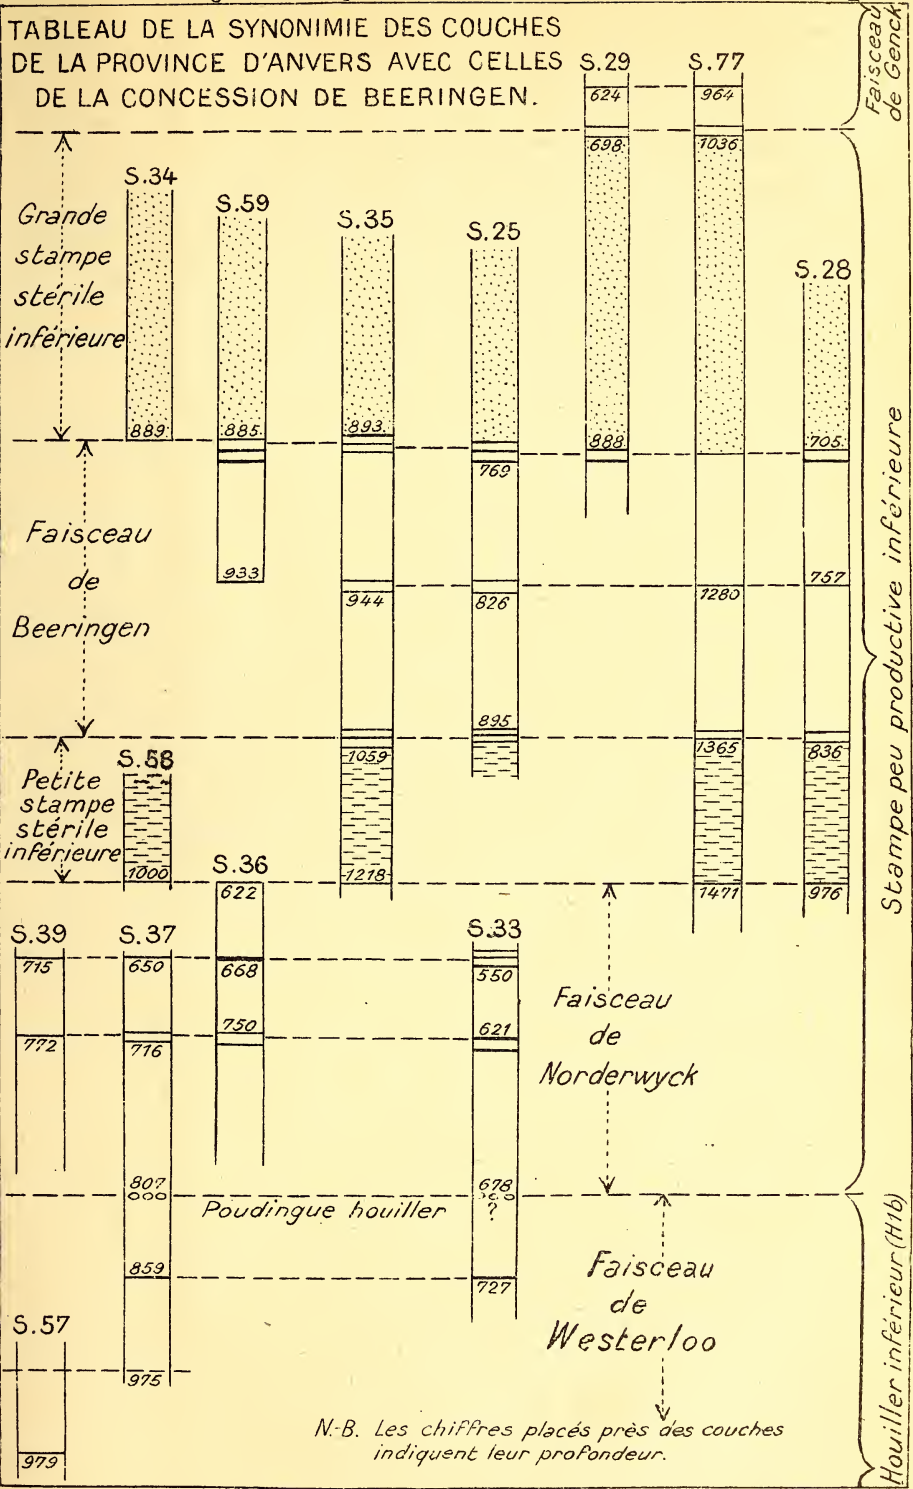 TABLEAU DE LA SYNONIMIE DES COUCHES
DE LA PROVINCE D'ANVERS AVEC CELLES
DE LA CONCESSION DE BEERINGEN.
Faisceau
de Genck
S.29
S.77
624
964
698
1036
S.34
S.59
S.35
S.25
S.28
Grande
stampe
stérile
inférieure
889
885
893
888
705
769
Faisceau
de
Beeringen
933
944
826
1280
757
895
1059
1365
836
Stampe peu productive inférieure
Petite
stampe
stérile
inférieure
S.58
1000
1218
S.36
622
1471
976
S.39
S.37
S.33
715
650
668
550
772
716
750
621
Faisceau
de
Norderwyck
807
678
Poudingue houiller
?
859
727
Faisceau
de
Westerloo
S.57
975
979
Houiller inférieur (H1b)
N.-B. Les chiffres placés près des couches
indiquent leur profondeur.